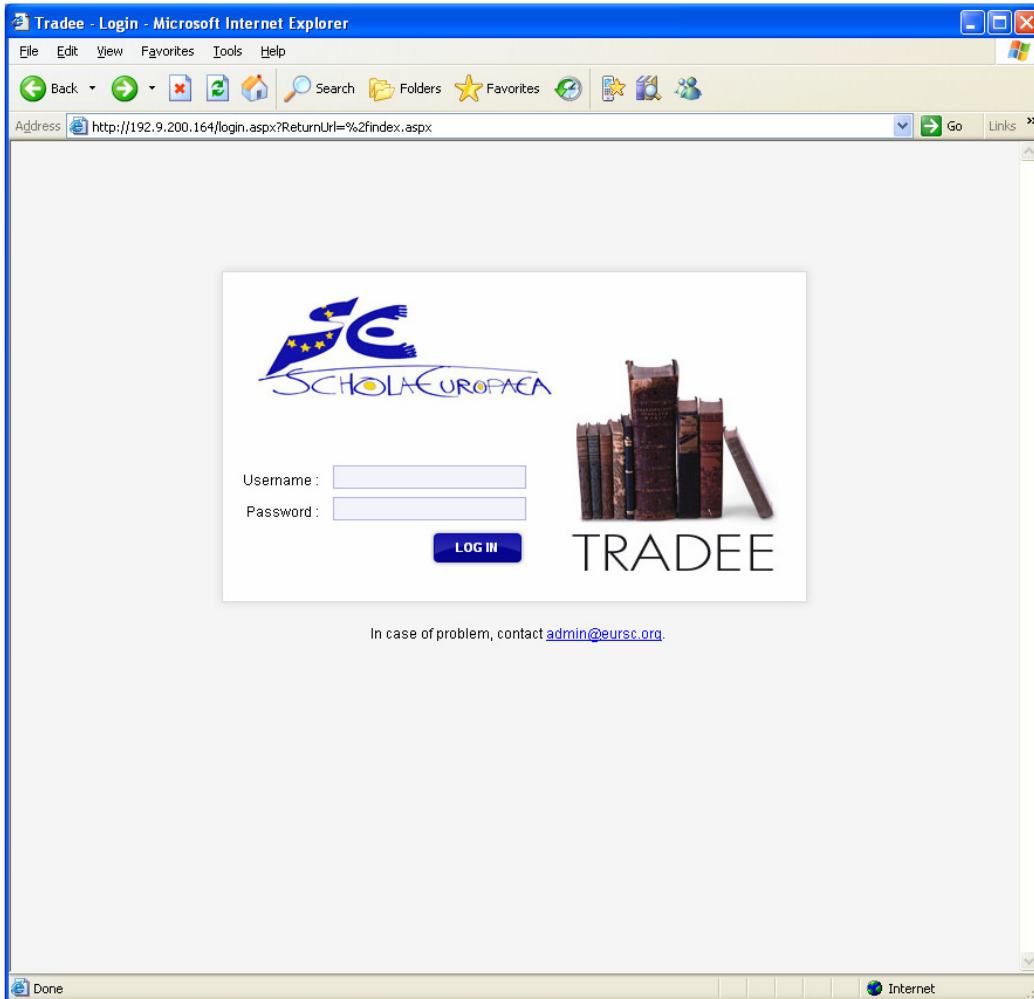 Tradee - Login - Microsoft Internet Explorer
File Edit View Favorites Tools Help
Back Search Folders Favorites
Address http://192.9.200.164/login.aspx?ReturnUrl=%2findex.aspx Go Links »
SCHOLA EUROPAEA
Username :
Password :
LOG IN
TRADEE
In case of problem, contact admin@eursc.org.
Done Internet